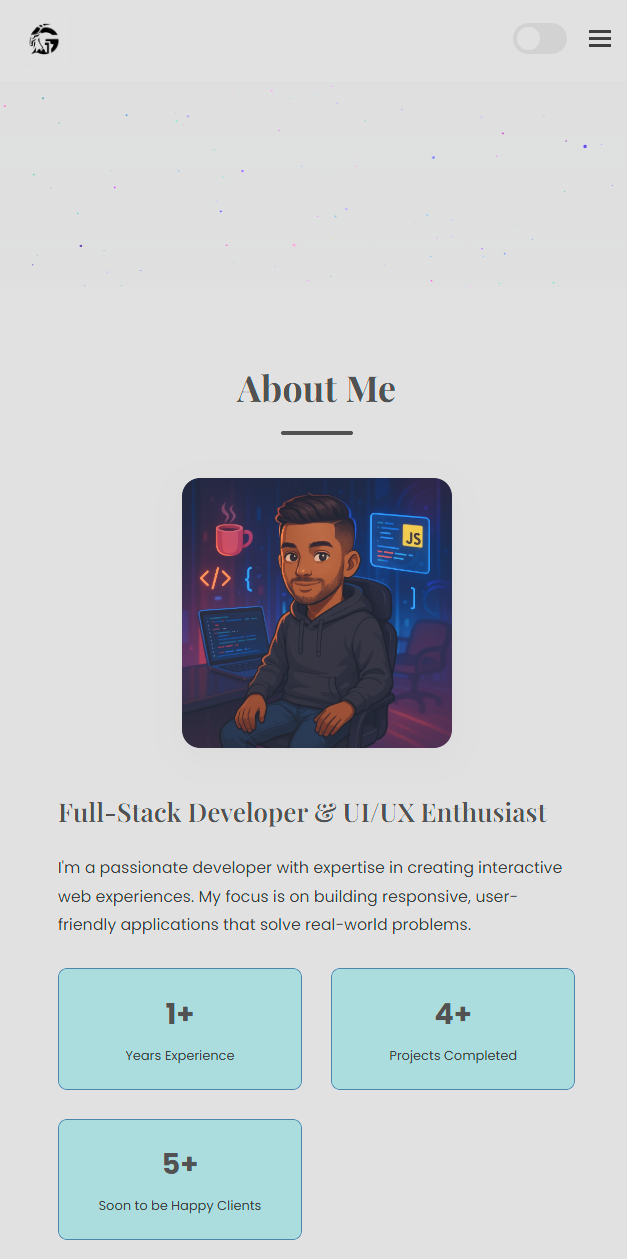 About Me
</>
{
JS
]
Full-Stack Developer & UI/UX Enthusiast
I'm a passionate developer with expertise in creating interactive
web experiences. My focus is on building responsive, user-
friendly applications that solve real-world problems.
1+
Years Experience
4+
Projects Completed
5+
Soon to be Happy Clients